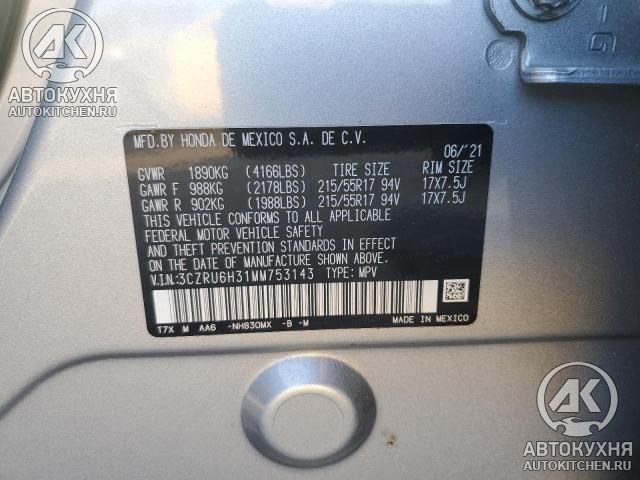 AK
АВТОКУХНЯ
AUTOKITCHEN.RU
MFD.BY HONDA DE MEXICO S.A. DE C.V.
06/'21
GVWR 1890KG (4166LBS) TIRE SIZE RIM SIZE
GAWR F 988KG (2178LBS) 215/55R17 94V 17X7.5J
GAWR R 902KG (1988LBS) 215/55R17 94V 17X7.5J
THIS VEHICLE CONFORMS TO ALL APPLICABLE
FEDERAL MOTOR VEHICLE SAFETY
AND THEFT PREVENTION STANDARDS IN EFFECT
ON THE DATE OF MANUFACTURE SHOWN ABOVE.
V.I.N.:3CZRU6H31MM753143 TYPE: MPV
T7X M AA6 -NH830MX -B -M
MADE IN MEXICO
AK
АВТОКУХНЯ
AUTOKITCHEN.RU